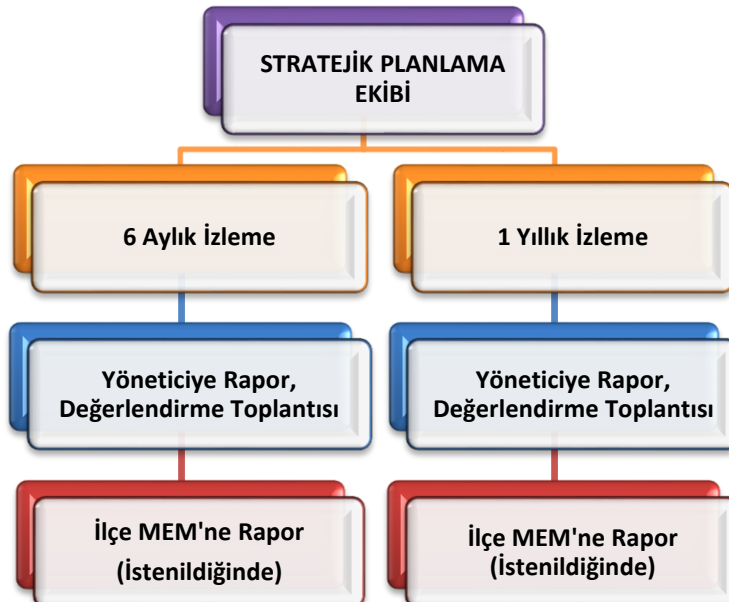 STRATEJİK PLANLAMA
EKİBİ
6 Aylık İzleme
1 Yıllık İzleme
Yöneticiye Rapor,
Değerlendirme Toplantısı
Yöneticiye Rapor,
Değerlendirme Toplantısı
İlçe MEM'ne Rapor
(İstenildiğinde)
İlçe MEM'ne Rapor
(İstenildiğinde)